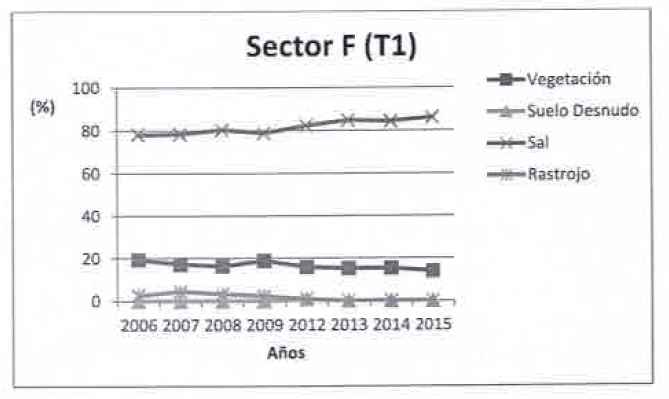 Sector F (T1)
(%)
100
80
60
40
20
0
2006 2007 2008 2009 2012 2013 2014 2015
Años
Vegetación
Suelo Desnudo
Sal
Rastrojo